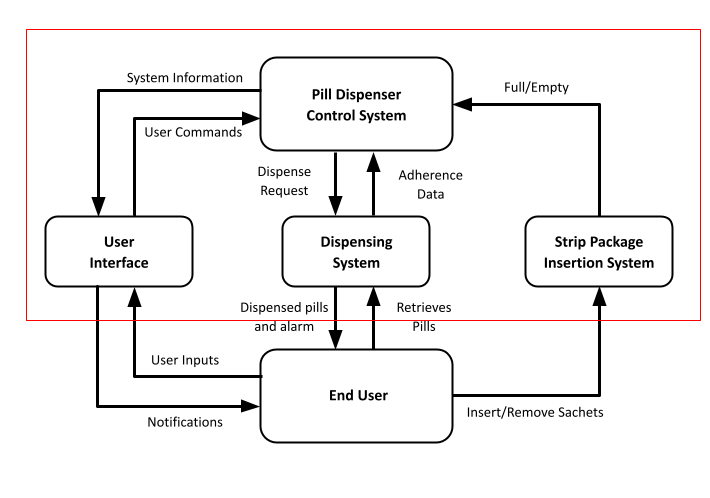 System Information
Pill Dispenser
Control System
Full/Empty
User Commands
Dispense
Request
Adherence
Data
User
Interface
Dispensing
System
Strip Package
Insertion System
Dispensed pills
and alarm
Retrieves
Pills
User Inputs
End User
Notifications
Insert/Remove Sachets